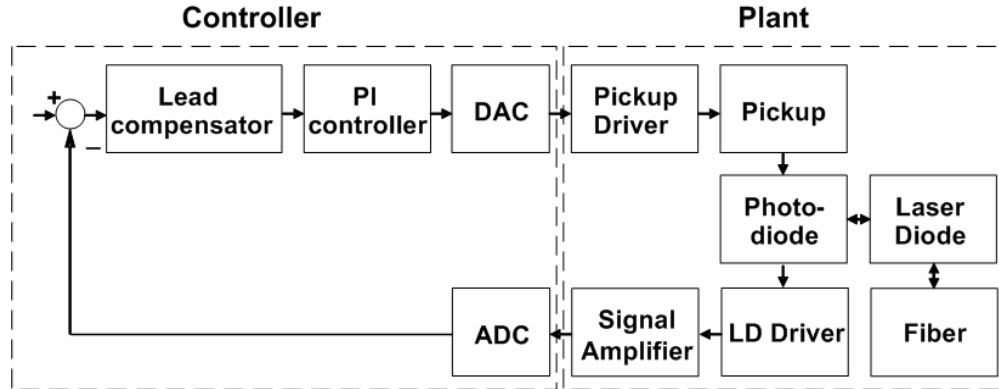 Controller
Plant
+
Lead
compensator
PI
controller
DAC
Pickup
Driver
Pickup
−
Photo-
diode
Laser
Diode
ADC
Signal
Amplifier
LD Driver
Fiber